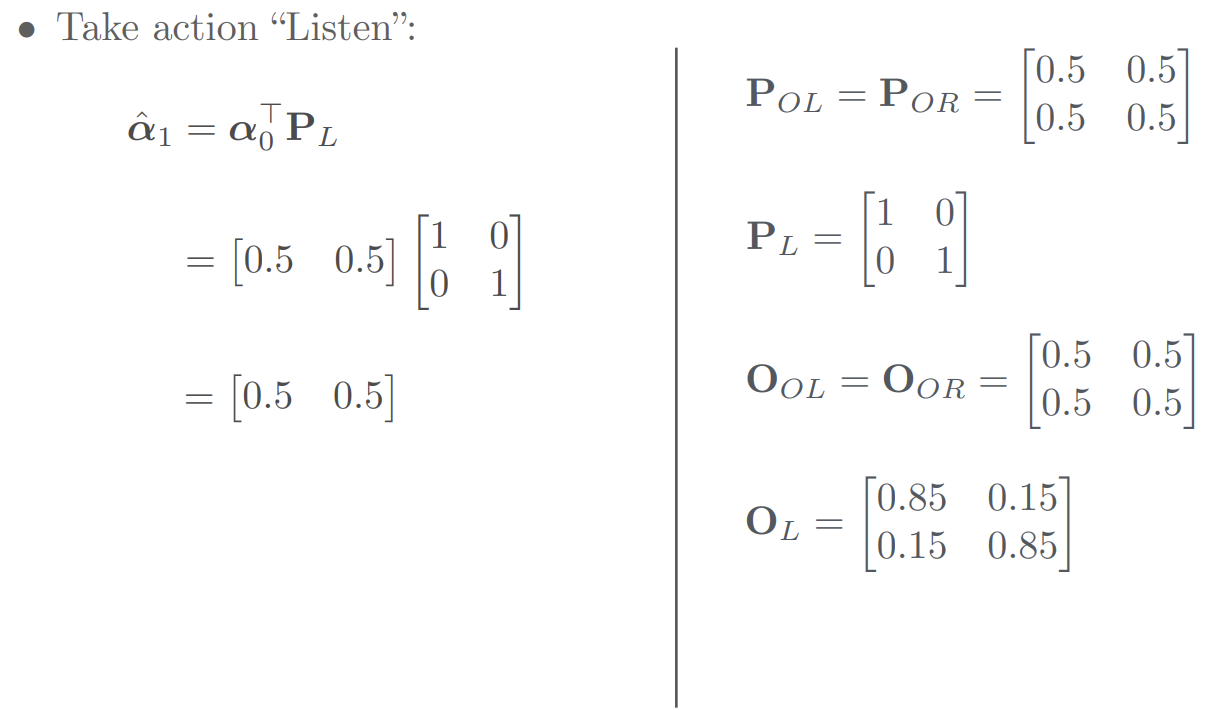 • Take action “Listen”:
α̂₁ = α₀ᵀ P_L
= [0.5 0.5] [1 0
0 1]
= [0.5 0.5]
P_OL = P_OR = [0.5 0.5
0.5 0.5]
P_L = [1 0
0 1]
O_OL = O_OR = [0.5 0.5
0.5 0.5]
O_L = [0.85 0.15
0.15 0.85]